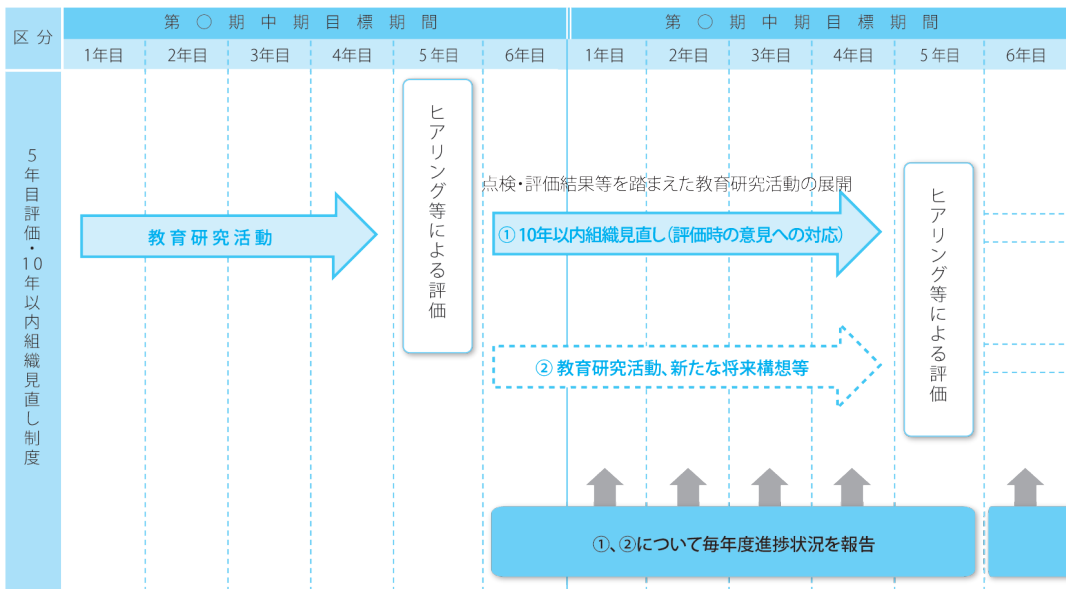 区分
第○期中期目標期間
第○期中期目標期間
1年目
2年目
3年目
4年目
5年目
6年目
1年目
2年目
3年目
4年目
5年目
6年目
5年目評価・10年以内組織見直し制度
教育研究活動
ヒアリング等による評価
点検・評価結果等を踏まえた教育研究活動の展開
① 10年以内組織見直し（評価時の意見への対応）
② 教育研究活動、新たな将来構想等
ヒアリング等による評価
①、②について毎年度進捗状況を報告